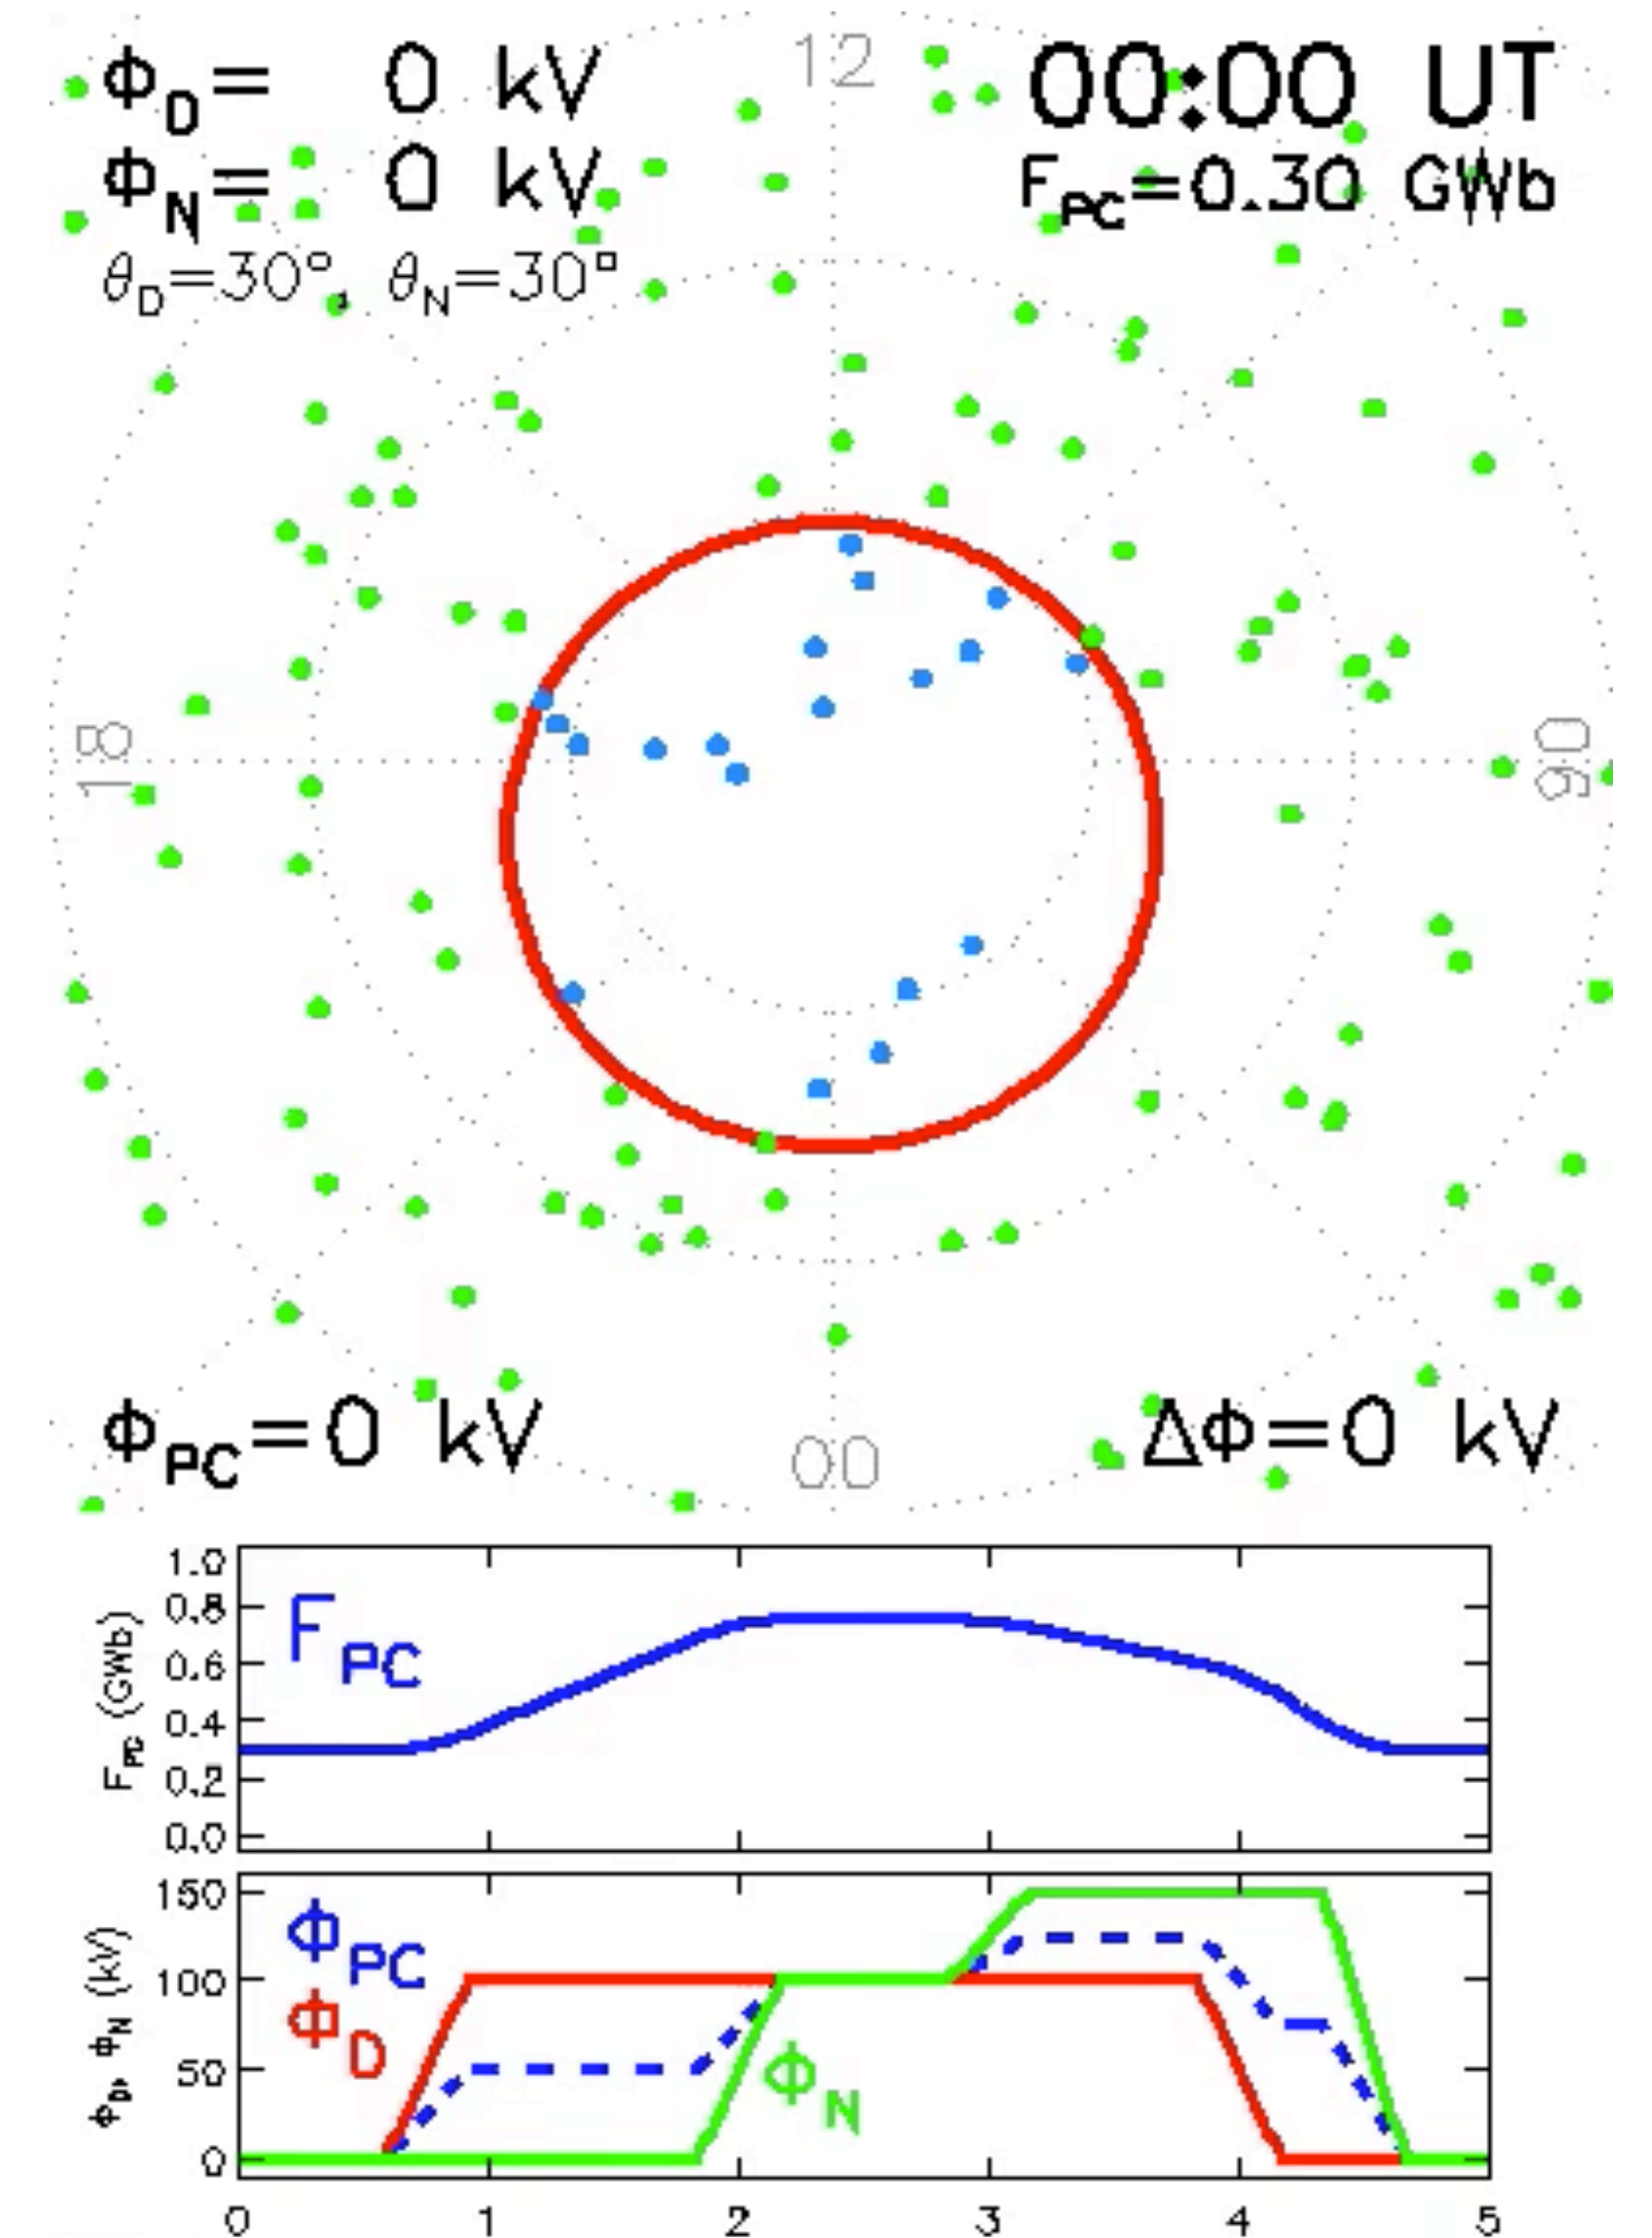 12
Φ_D= 0 kV
Φ_N= 0 kV
θ_D=30°, θ_N=30°
00:00 UT
F_PC=0.30 GWb
18
06
Φ_PC=0 kV
00
ΔΦ=0 kV
F_PC (GWb)
1.0
0.8
0.6
0.4
0.2
0.0
F_PC
Φ_D, Φ_N (kV)
150
100
50
0
Φ_PC
Φ_D
Φ_N
0 1 2 3 4 5